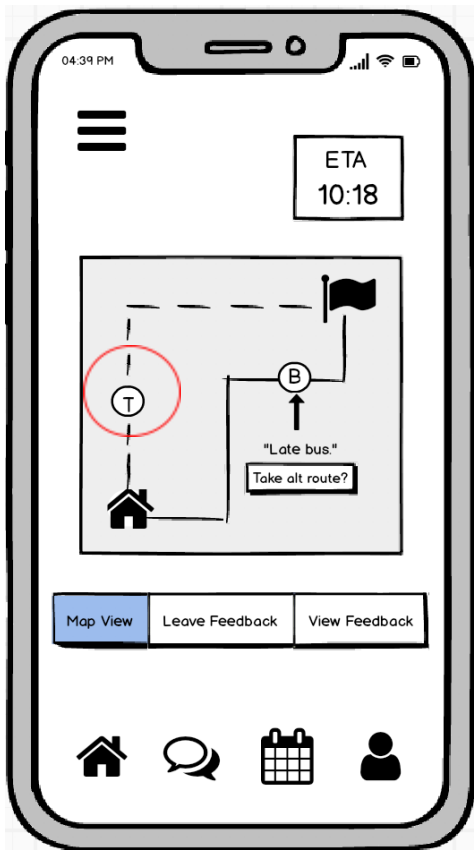 04:39 PM
ETA
10:18
B
T
"Late bus."
Take alt route?
Map View
Leave Feedback
View Feedback